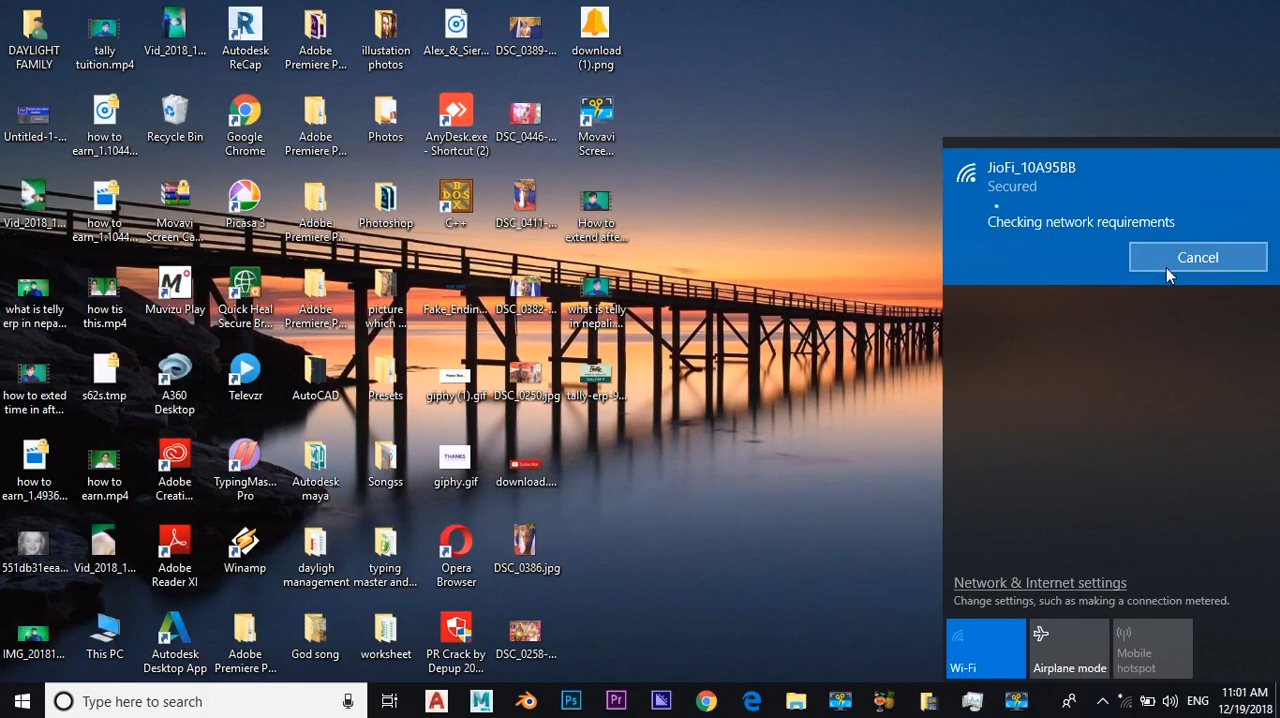 DAYLIGHT
FAMILY
tally
tuition.mp4
Vid_2018_1...
Autodesk
ReCap
Adobe
Premiere P...
illustation
photos
Alex_&_Sier...
DSC_0389-...
download
(1).png
Untitled-1-...
how to
earn_1.1044...
Recycle Bin
Google
Chrome
Adobe
Premiere P...
Photos
AnyDesk.exe
- Shortcut (2)
DSC_0446-...
Movavi
Scree...
Vid_2018_1...
how to
earn_1.1044...
Movavi
Screen Ca...
Picasa 3
Adobe
Premiere P...
Photoshop
C++
DSC_0411-...
How to
extend afte...
what is telly
erp in nepa...
how tis
this.mp4
Muvizu Play
Quick Heal
Secure Br...
Adobe
Premiere P...
picture
which ...
Fake_Endin...
DSC_0382-...
what is telly
in nepali....
how to exted
time in aft...
s62s.tmp
A360
Desktop
Televzr
AutoCAD
Presets
giphy (1).gif
DSC_0250.jpg
tally-erp-9...
how to
earn_1.4936...
how to
earn.mp4
Adobe
Creati...
TypingMas...
Pro
Autodesk
maya
Songss
THANKS
giphy.gif
Subscribe
download....
551db31eea...
Vid_2018_1...
Adobe
Reader XI
Winamp
dayligh
management
typing
master and...
Opera
Browser
DSC_0386.jpg
IMG_20181...
This PC
Autodesk
Desktop App
Adobe
Premiere P...
God song
worksheet
PR Crack by
Depup 20...
DSC_0258-...
JioFi_10A95BB
Secured
Checking network requirements
Cancel
Network & Internet settings
Change settings, such as making a connection metered.
Wi-Fi
Airplane mode
Mobile
hotspot
Type here to search
Ps
Pr
ENG
11:01 AM
12/19/2018